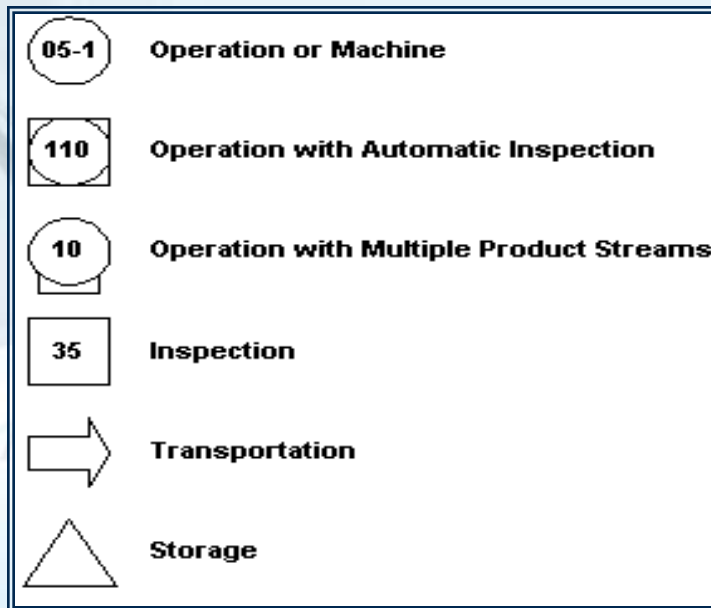 05-1 Operation or Machine
110 Operation with Automatic Inspection
10 Operation with Multiple Product Streams
35 Inspection
Transportation
Storage